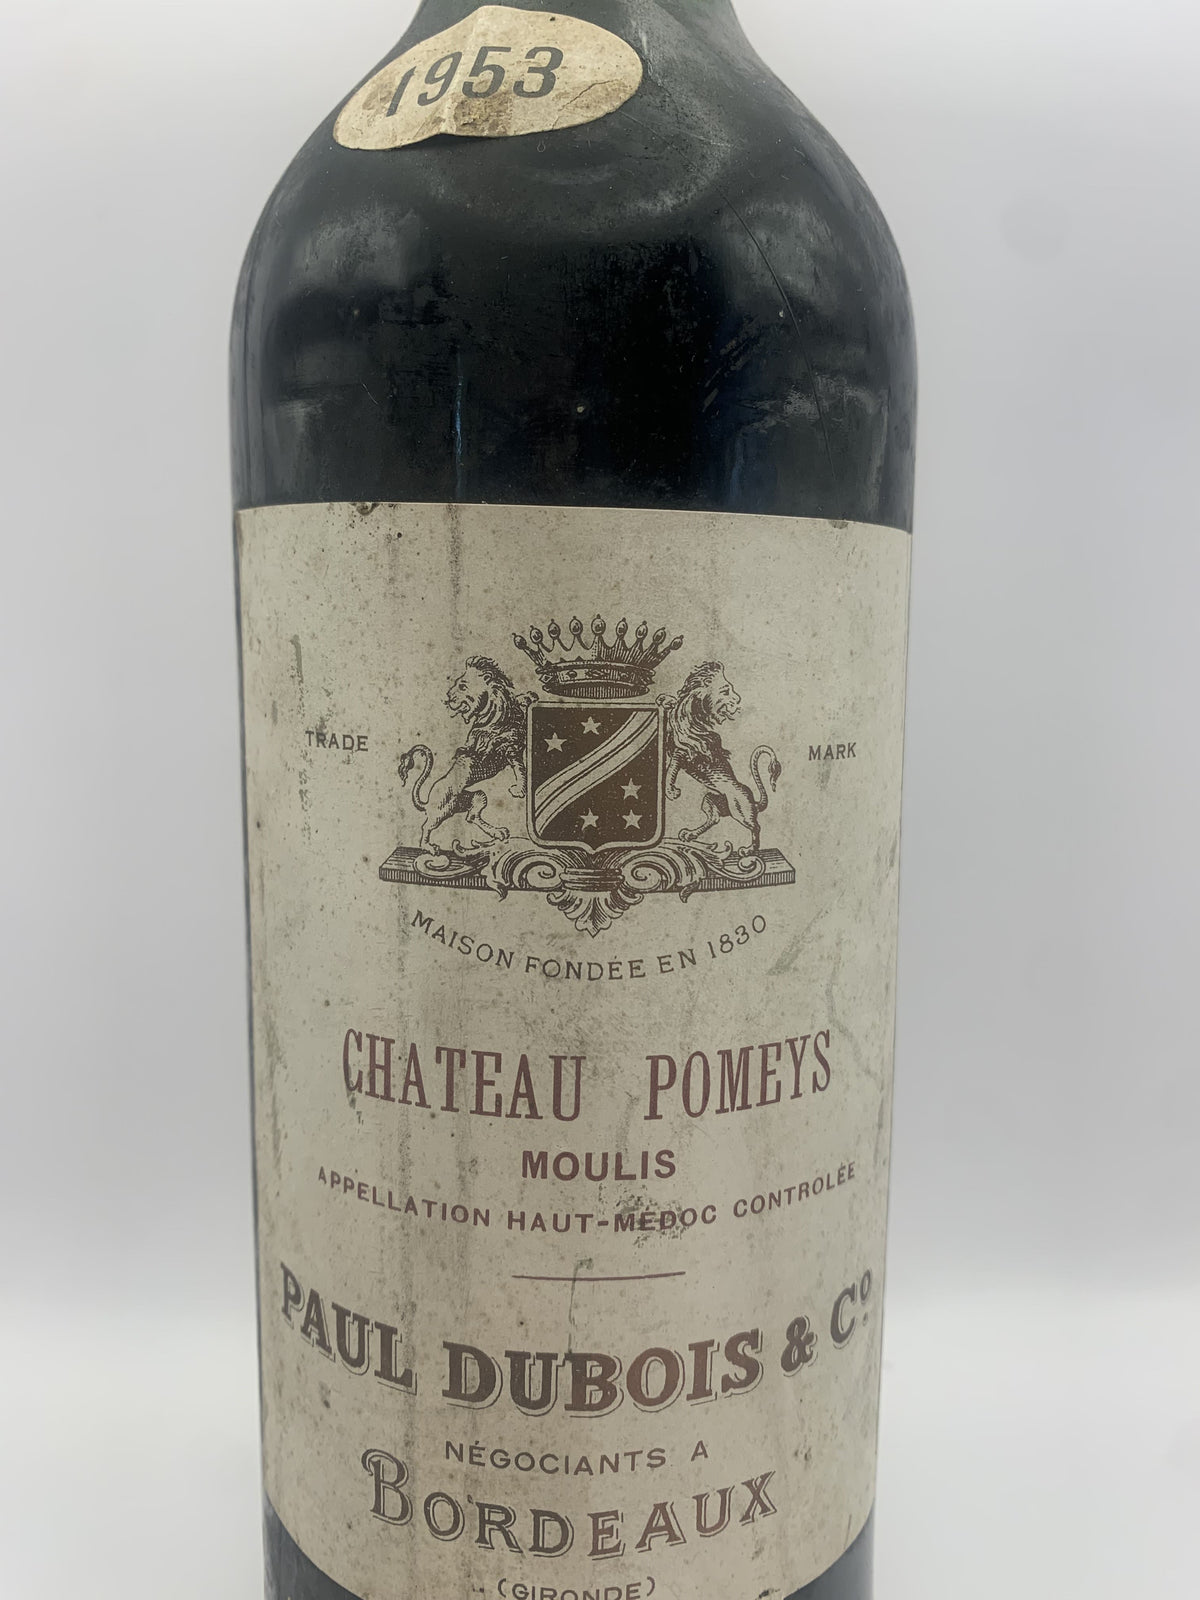 1953
TRADE MARK
MAISON FONDÉE EN 1830
CHATEAU POMEYS
MOULIS
APPELLATION HAUT-MÉDOC CONTROLÉE
PAUL DUBOIS & Cº
NÉGOCIANTS A
BORDEAUX
(GIRONDE)